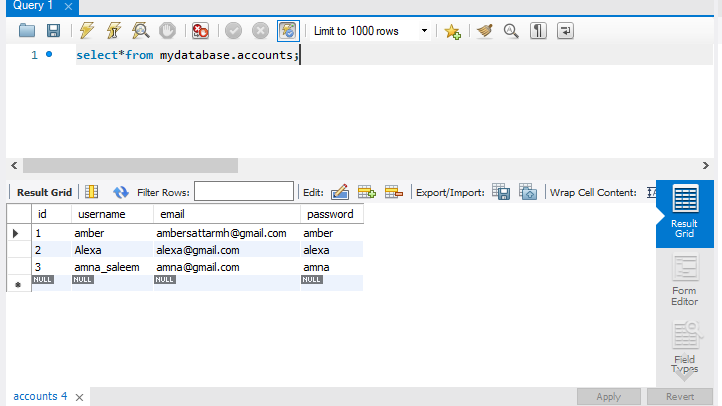 Query 1
Limit to 1000 rows
1 select*from mydatabase.accounts;
Result Grid Filter Rows: Edit: Export/Import: Wrap Cell Content:
id username email password
1 amber ambersattarmh@gmail.com amber
2 Alexa alexa@gmail.com alexa
3 amna_saleem amna@gmail.com amna
NULL NULL NULL NULL
Result
Grid
Form
Editor
Field
Types
accounts 4
Apply Revert